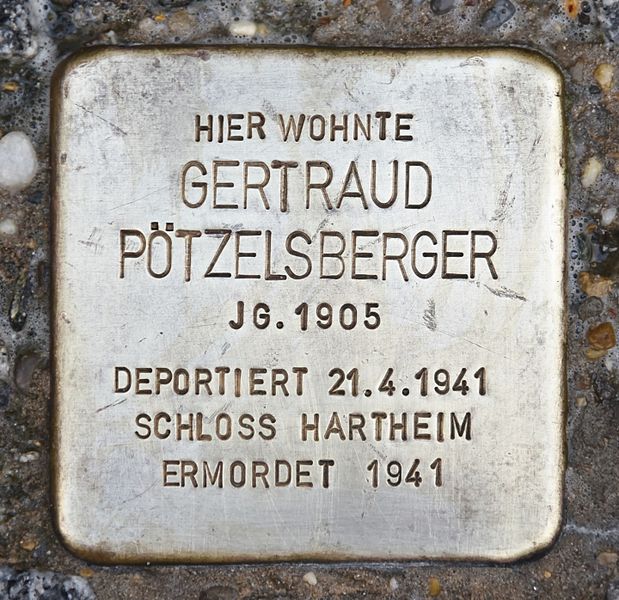 HIER WOHNTE
GERTRAUD
PÖTZELSBERGER
JG. 1905
DEPORTIERT 21.4.1941
SCHLOSS HARTHEIM
ERMORDET 1941